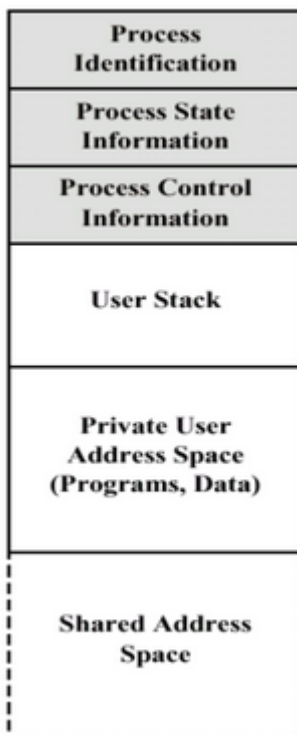 Process
Identification
Process State
Information
Process Control
Information
User Stack
Private User
Address Space
(Programs, Data)
Shared Address
Space